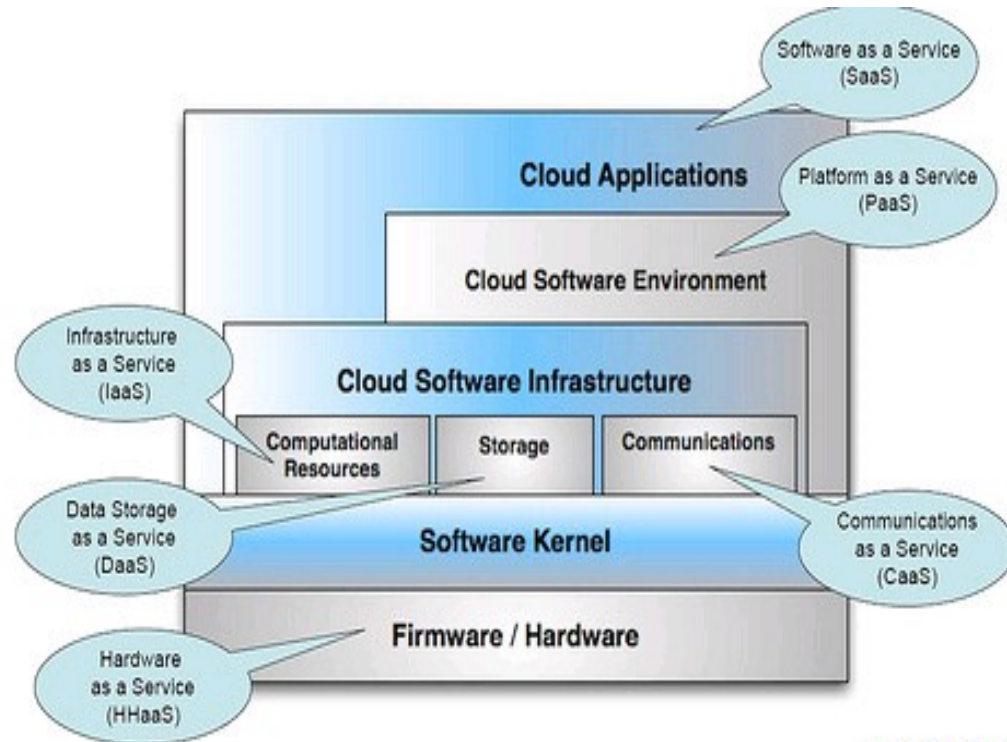 Software as a Service
(SaaS)
Cloud Applications
Platform as a Service
(PaaS)
Cloud Software Environment
Infrastructure
as a Service
(IaaS)
Cloud Software Infrastructure
Computational
Resources
Storage
Communications
Data Storage
as a Service
(DaaS)
Software Kernel
Communications
as a Service
(CaaS)
Firmware / Hardware
Hardware
as a Service
(HHaaS)